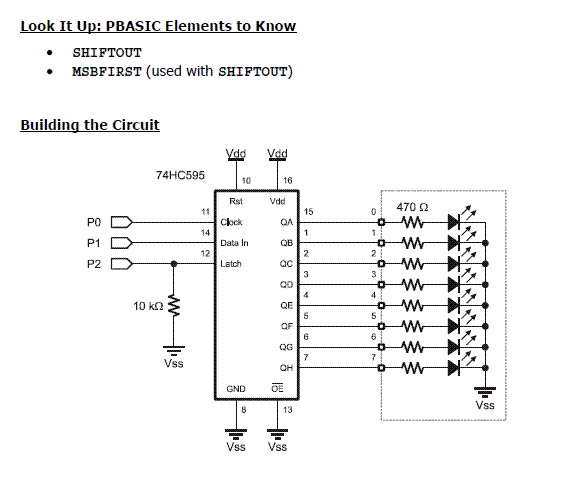 Look It Up: PBASIC Elements to Know
• SHIFTOUT
• MSBFIRST (used with SHIFTOUT)
Building the Circuit
Vdd Vdd
74HC595 10 16
Rst Vdd
470 Ω
P0 11 Clock QA 15 0
P1 14 Data In QB 1 1
P2 12 Latch QC 2 2
QD 3 3
10 kΩ QE 4 4
QF 5 5
QG 6 6
Vss QH 7 7
GND OE
8 13 Vss
Vss Vss